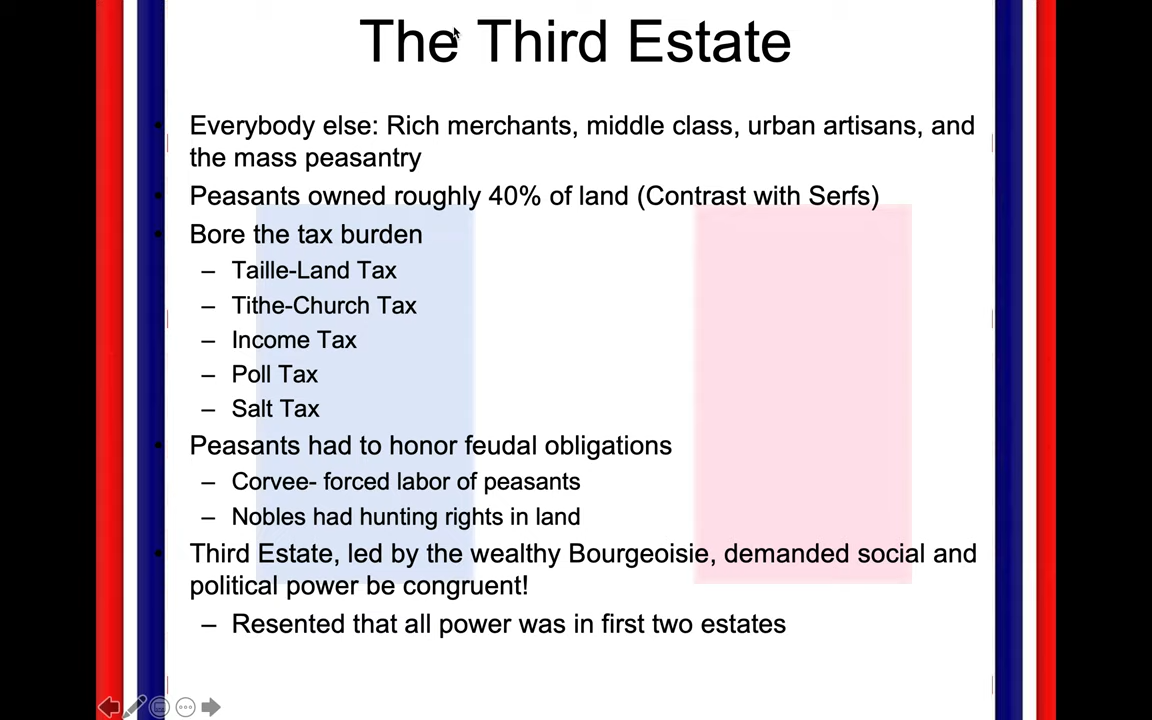 The Third Estate
• Everybody else: Rich merchants, middle class, urban artisans, and
the mass peasantry
• Peasants owned roughly 40% of land (Contrast with Serfs)
• Bore the tax burden
– Taille-Land Tax
– Tithe-Church Tax
– Income Tax
– Poll Tax
– Salt Tax
• Peasants had to honor feudal obligations
– Corvee- forced labor of peasants
– Nobles had hunting rights in land
• Third Estate, led by the wealthy Bourgeoisie, demanded social and
political power be congruent!
– Resented that all power was in first two estates